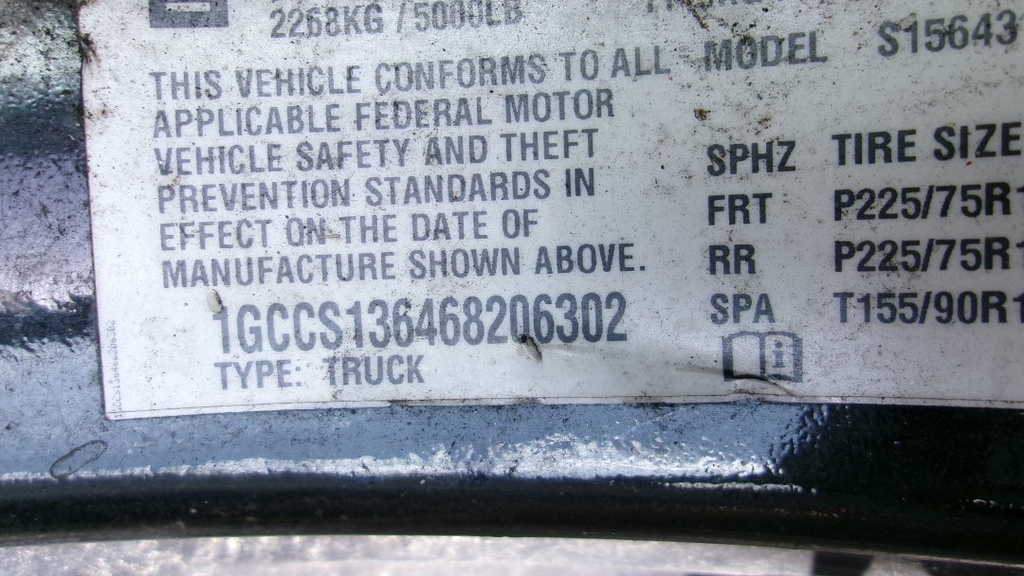 2268KG / 5000LB
THIS VEHICLE CONFORMS TO ALL
APPLICABLE FEDERAL MOTOR
VEHICLE SAFETY AND THEFT
PREVENTION STANDARDS IN
EFFECT ON THE DATE OF
MANUFACTURE SHOWN ABOVE.
1GCCS136468206302
TYPE: TRUCK
MODEL S15643
SPHZ TIRE SIZE
FRT P225/75R1
RR P225/75R1
SPA T155/90R1
i